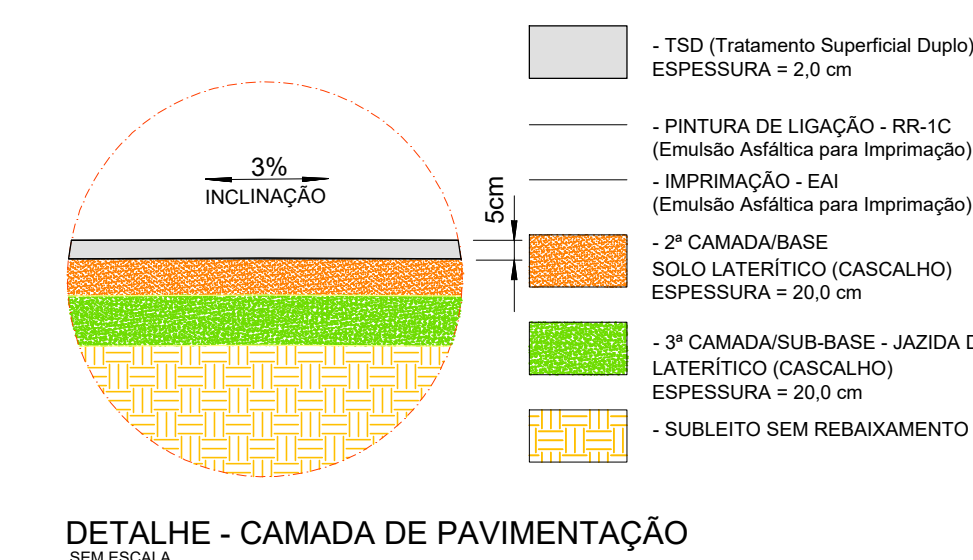 3%
INCLINAÇÃO
5cm
- TSD (Tratamento Superficial Duplo)
ESPESSURA = 2,0 cm
- PINTURA DE LIGAÇÃO - RR-1C
(Emulsão Asfáltica para Imprimação)
- IMPRIMAÇÃO - EAI
(Emulsão Asfáltica para Imprimação)
- 2ª CAMADA/BASE
SOLO LATERÍTICO (CASCALHO)
ESPESSURA = 20,0 cm
- 3ª CAMADA/SUB-BASE - JAZIDA
LATERÍTICO (CASCALHO)
ESPESSURA = 20,0 cm
- SUBLEITO SEM REBAIXAMENTO
DETALHE - CAMADA DE PAVIMENTAÇÃO
SEM ESCALA